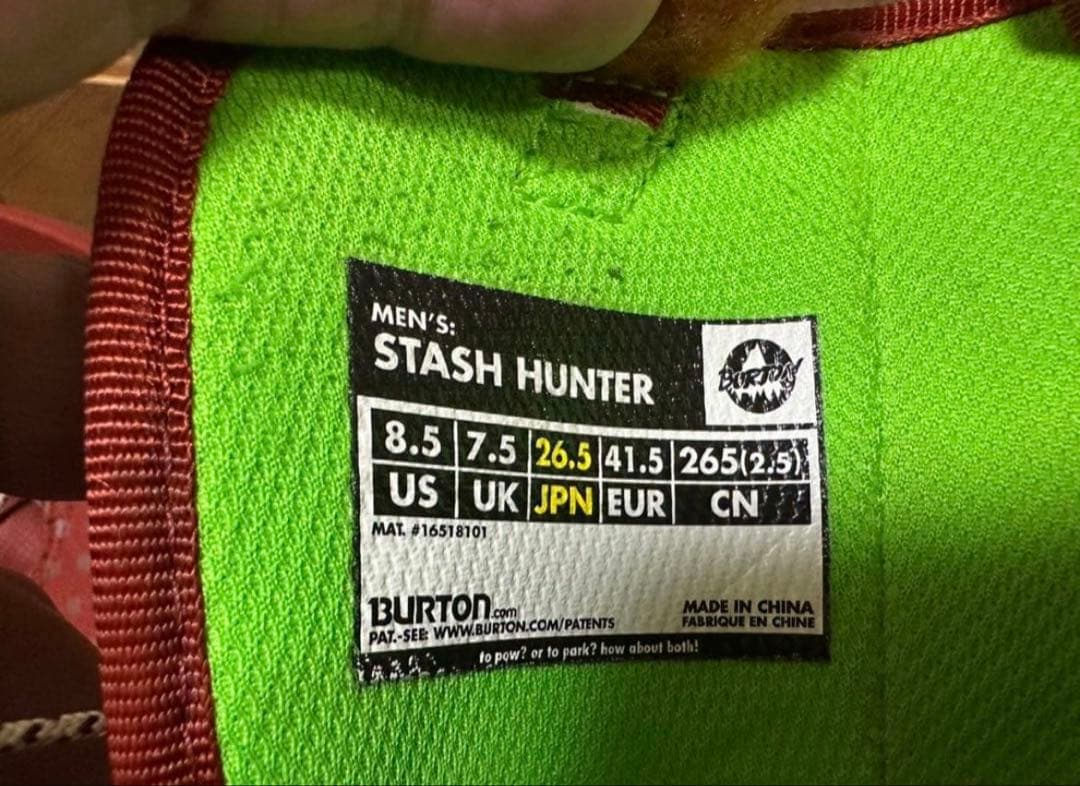 MEN'S:
STASH HUNTER
BURTON
8.5 7.5 26.5 41.5 265(2.5)
US UK JPN EUR CN
MAT. #16518101
BURTON.com
PAT.-SEE: WWW.BURTON.COM/PATENTS
MADE IN CHINA
FABRIQUE EN CHINE
to pow? or to park? how about both!